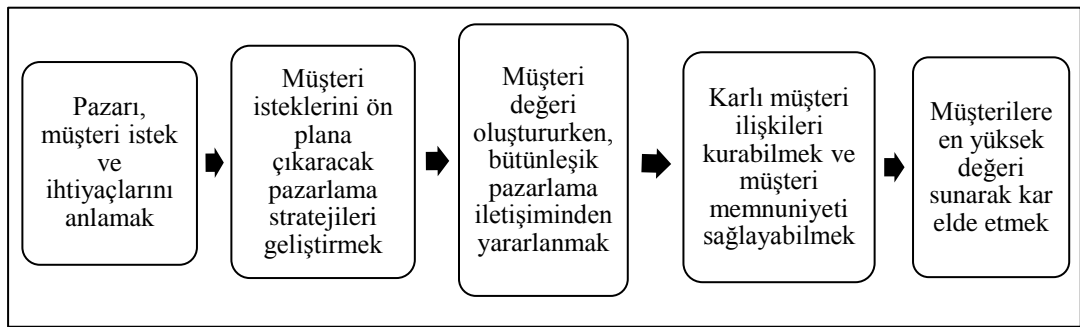 Pazarı,
müşteri istek
ve
ihtiyaçlarını
anlamak
Müşteri
isteklerini ön
plana
çıkaracak
pazarlama
stratejileri
geliştirmek
Müşteri
değeri
oluştururken,
bütünleşik
pazarlama
iletişiminden
yararlanmak
Karlı müşteri
ilişkileri
kurabilmek ve
müşteri
memnuniyeti
sağlayabilmek
Müşterilere
en yüksek
değeri
sunarak kar
elde etmek